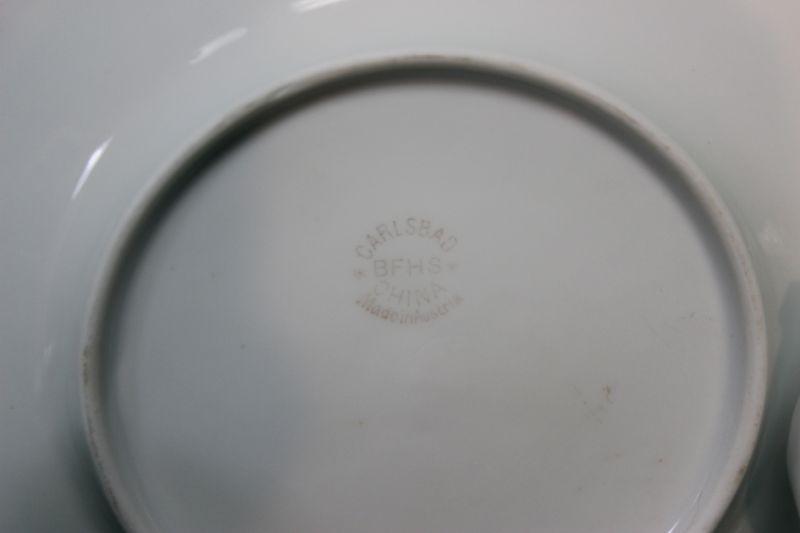 CARLSBAD
* BFHS *
CHINA
Made in Austria